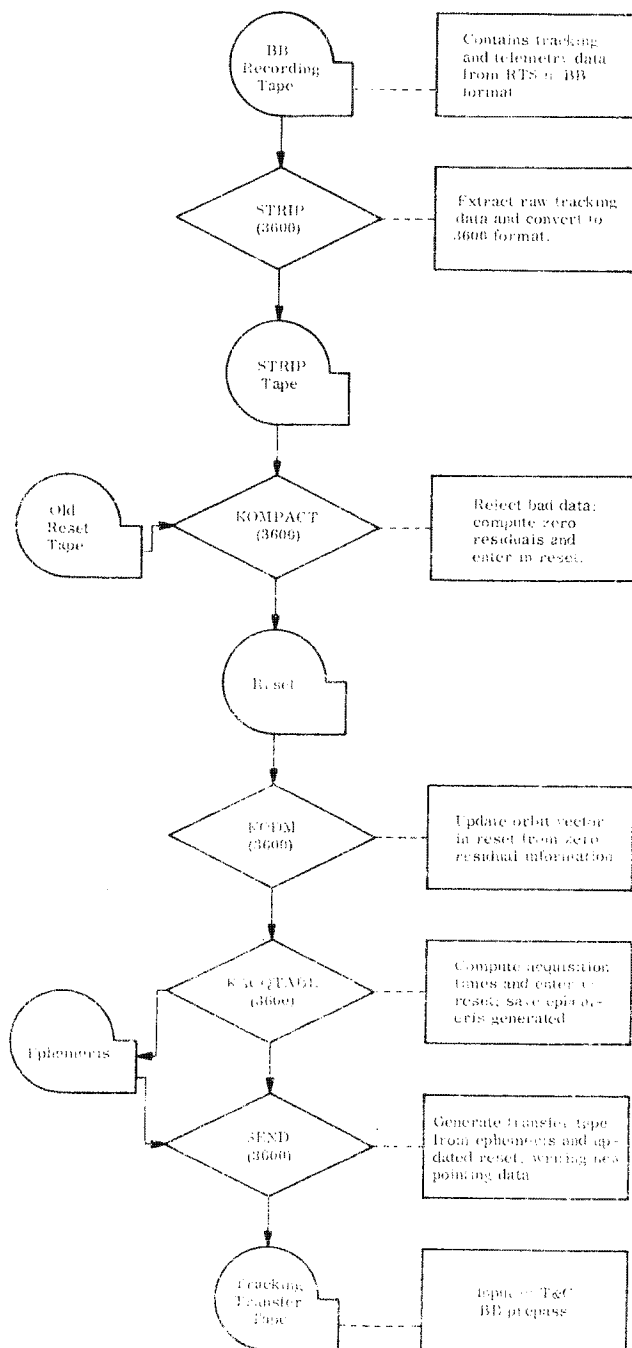 BB
Recording
Tape
Contains tracking
and telemetry data
from RTS BB
format
STRIP
(3600)
Extract raw tracking
data and convert to
3600 format.
STRIP
Tape
Old
Reset
Tape
KOMPACT
(3600)
Reject bad data;
compute zero
residuals and
enter in reset.
Reset
(3600)
Update orbit vector
in reset from zero
residual information
(3600)
Compute acquisition
times and enter
reset; save
generated
Ephemeris
SEND
(3600)
Generate transfer tape
from ephemeris and up-
dated reset, writing new
pointing data
Tracking
Transfer
Tape
T&C
prepass